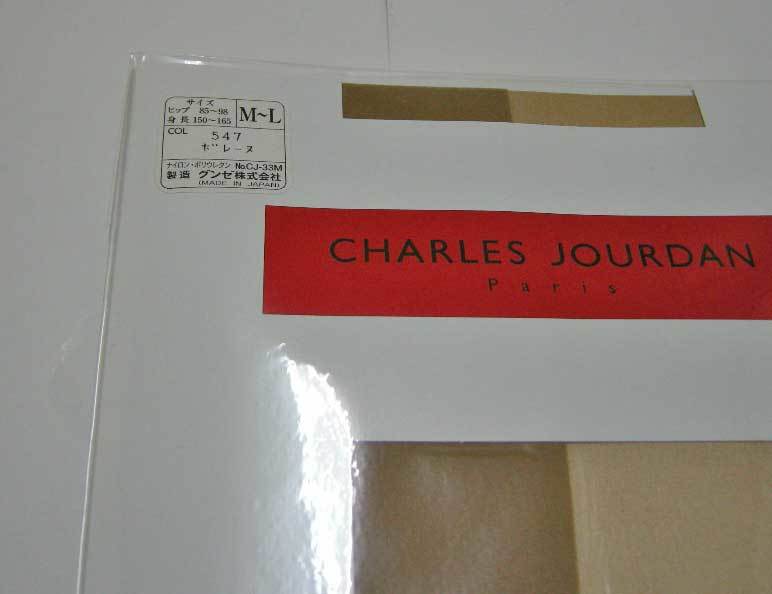 サイズ
ヒップ 85～98
身長 150～165
M～L
COL
547
ボレーヌ
ナイロン・ポリウレタン No.CJ-33M
製造 グンゼ株式会社
(MADE IN JAPAN)
CHARLES JOURDAN
Paris